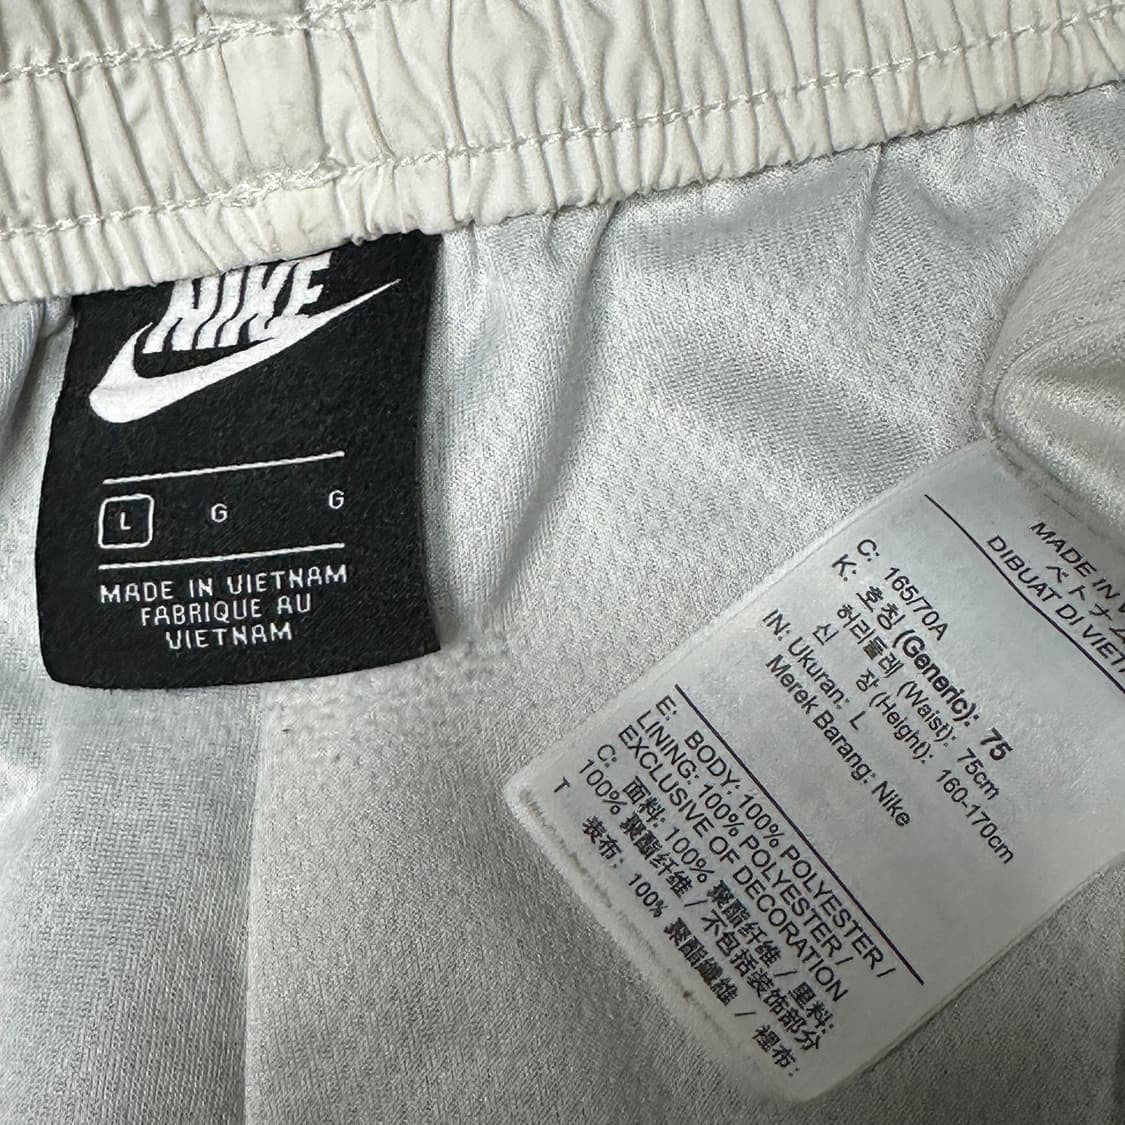 NIKE
L G G
MADE IN VIETNAM
FABRIQUE AU
VIETNAM
MADE IN
ベトナム
DIBUAT DI VIET
C: 165/70A
K: 호칭 (Generic): 75
허리둘레 (Waist): 75cm
신 장 (Height): 160-170cm
IN: Ukuran: L
Merek Barang: Nike
E: BODY: 100% POLYESTER /
LINING: 100% POLYESTER /
EXCLUSIVE OF DECORATION
C: 面料: 100% 聚酯纤维 / 里料:
100% 聚酯纤维 / 不包括装饰部分
T
装布: 100% 聚酯纖維 / 裡布: